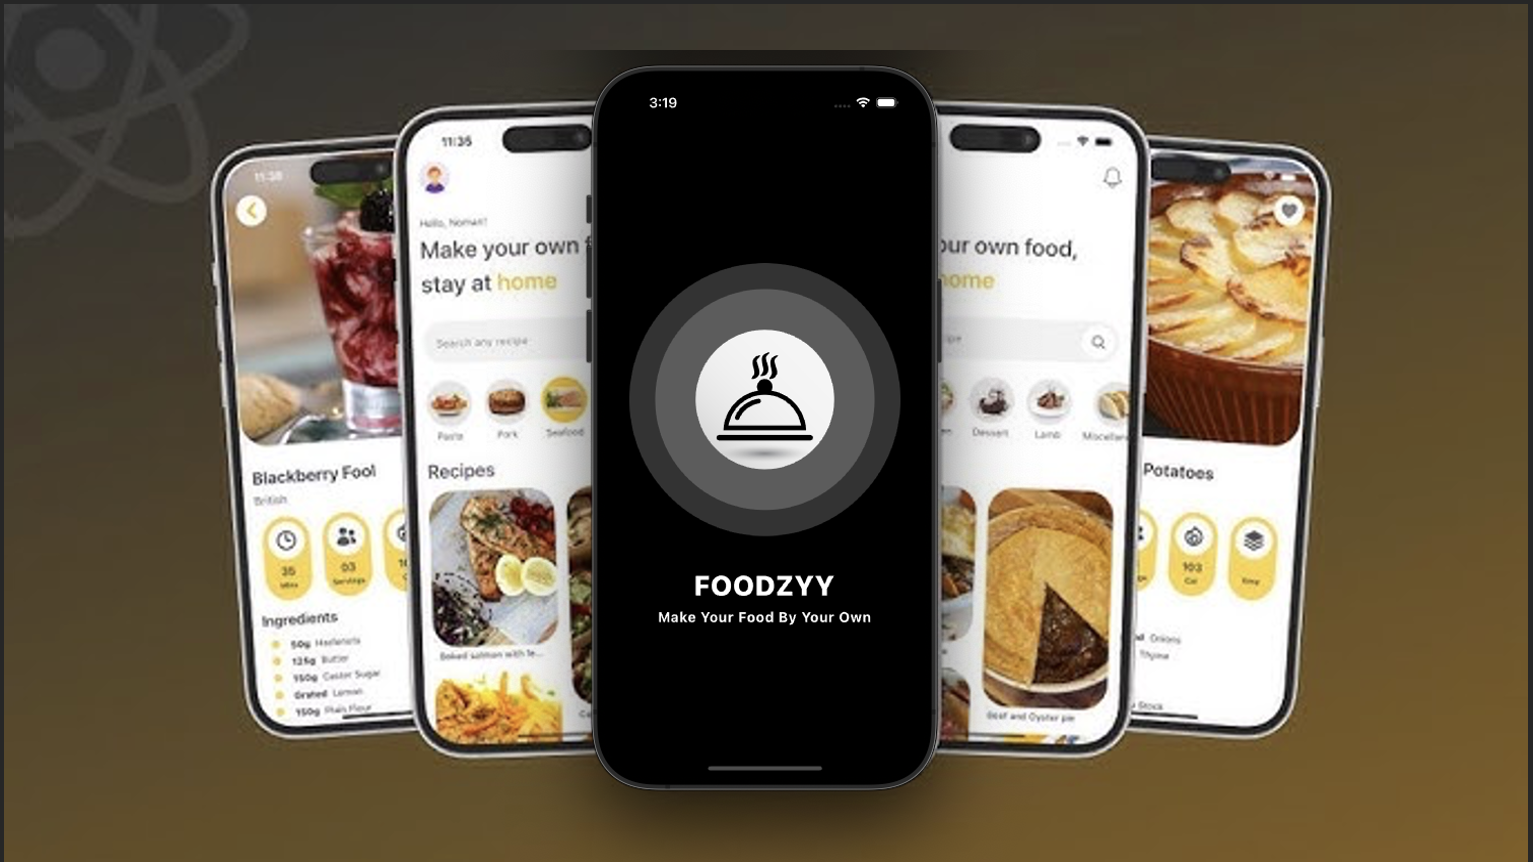 11:38
Blackberry Fool
British
35
Mins
03
Servings
Ingredients
50g Hazlenuts
125g Butter
150g Caster Sugar
Grated Lemon
150g Plain Flour
11:35
Hello, Noman!
Make your own f
stay at home
Search any recipe
Pasta Pork Seafood
Recipes
Baked salmon with fe...
3:19
FOODZYY
Make Your Food By Your Own
our own food,
home
ipe
Dessert Lamb Miscellan
Beef and Oyster pie
Potatoes
103
Cal
Easy
Onions
Thyme
Stock